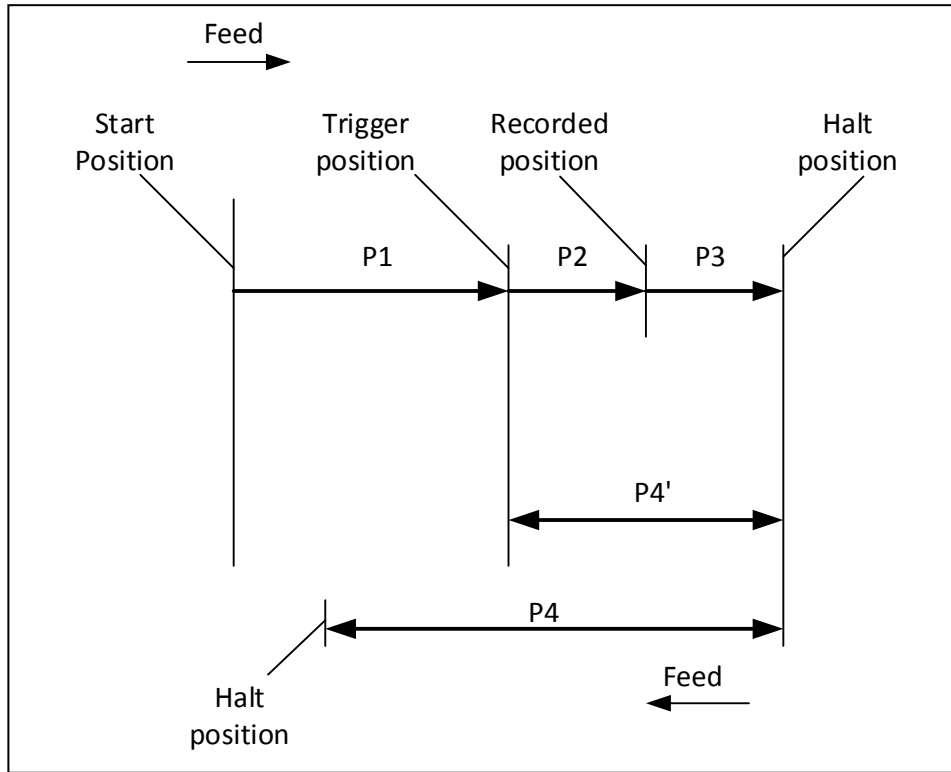 Feed
Start
Position
Trigger
position
Recorded
position
Halt
position
P1
P2
P3
P4'
P4
Halt
position
Feed